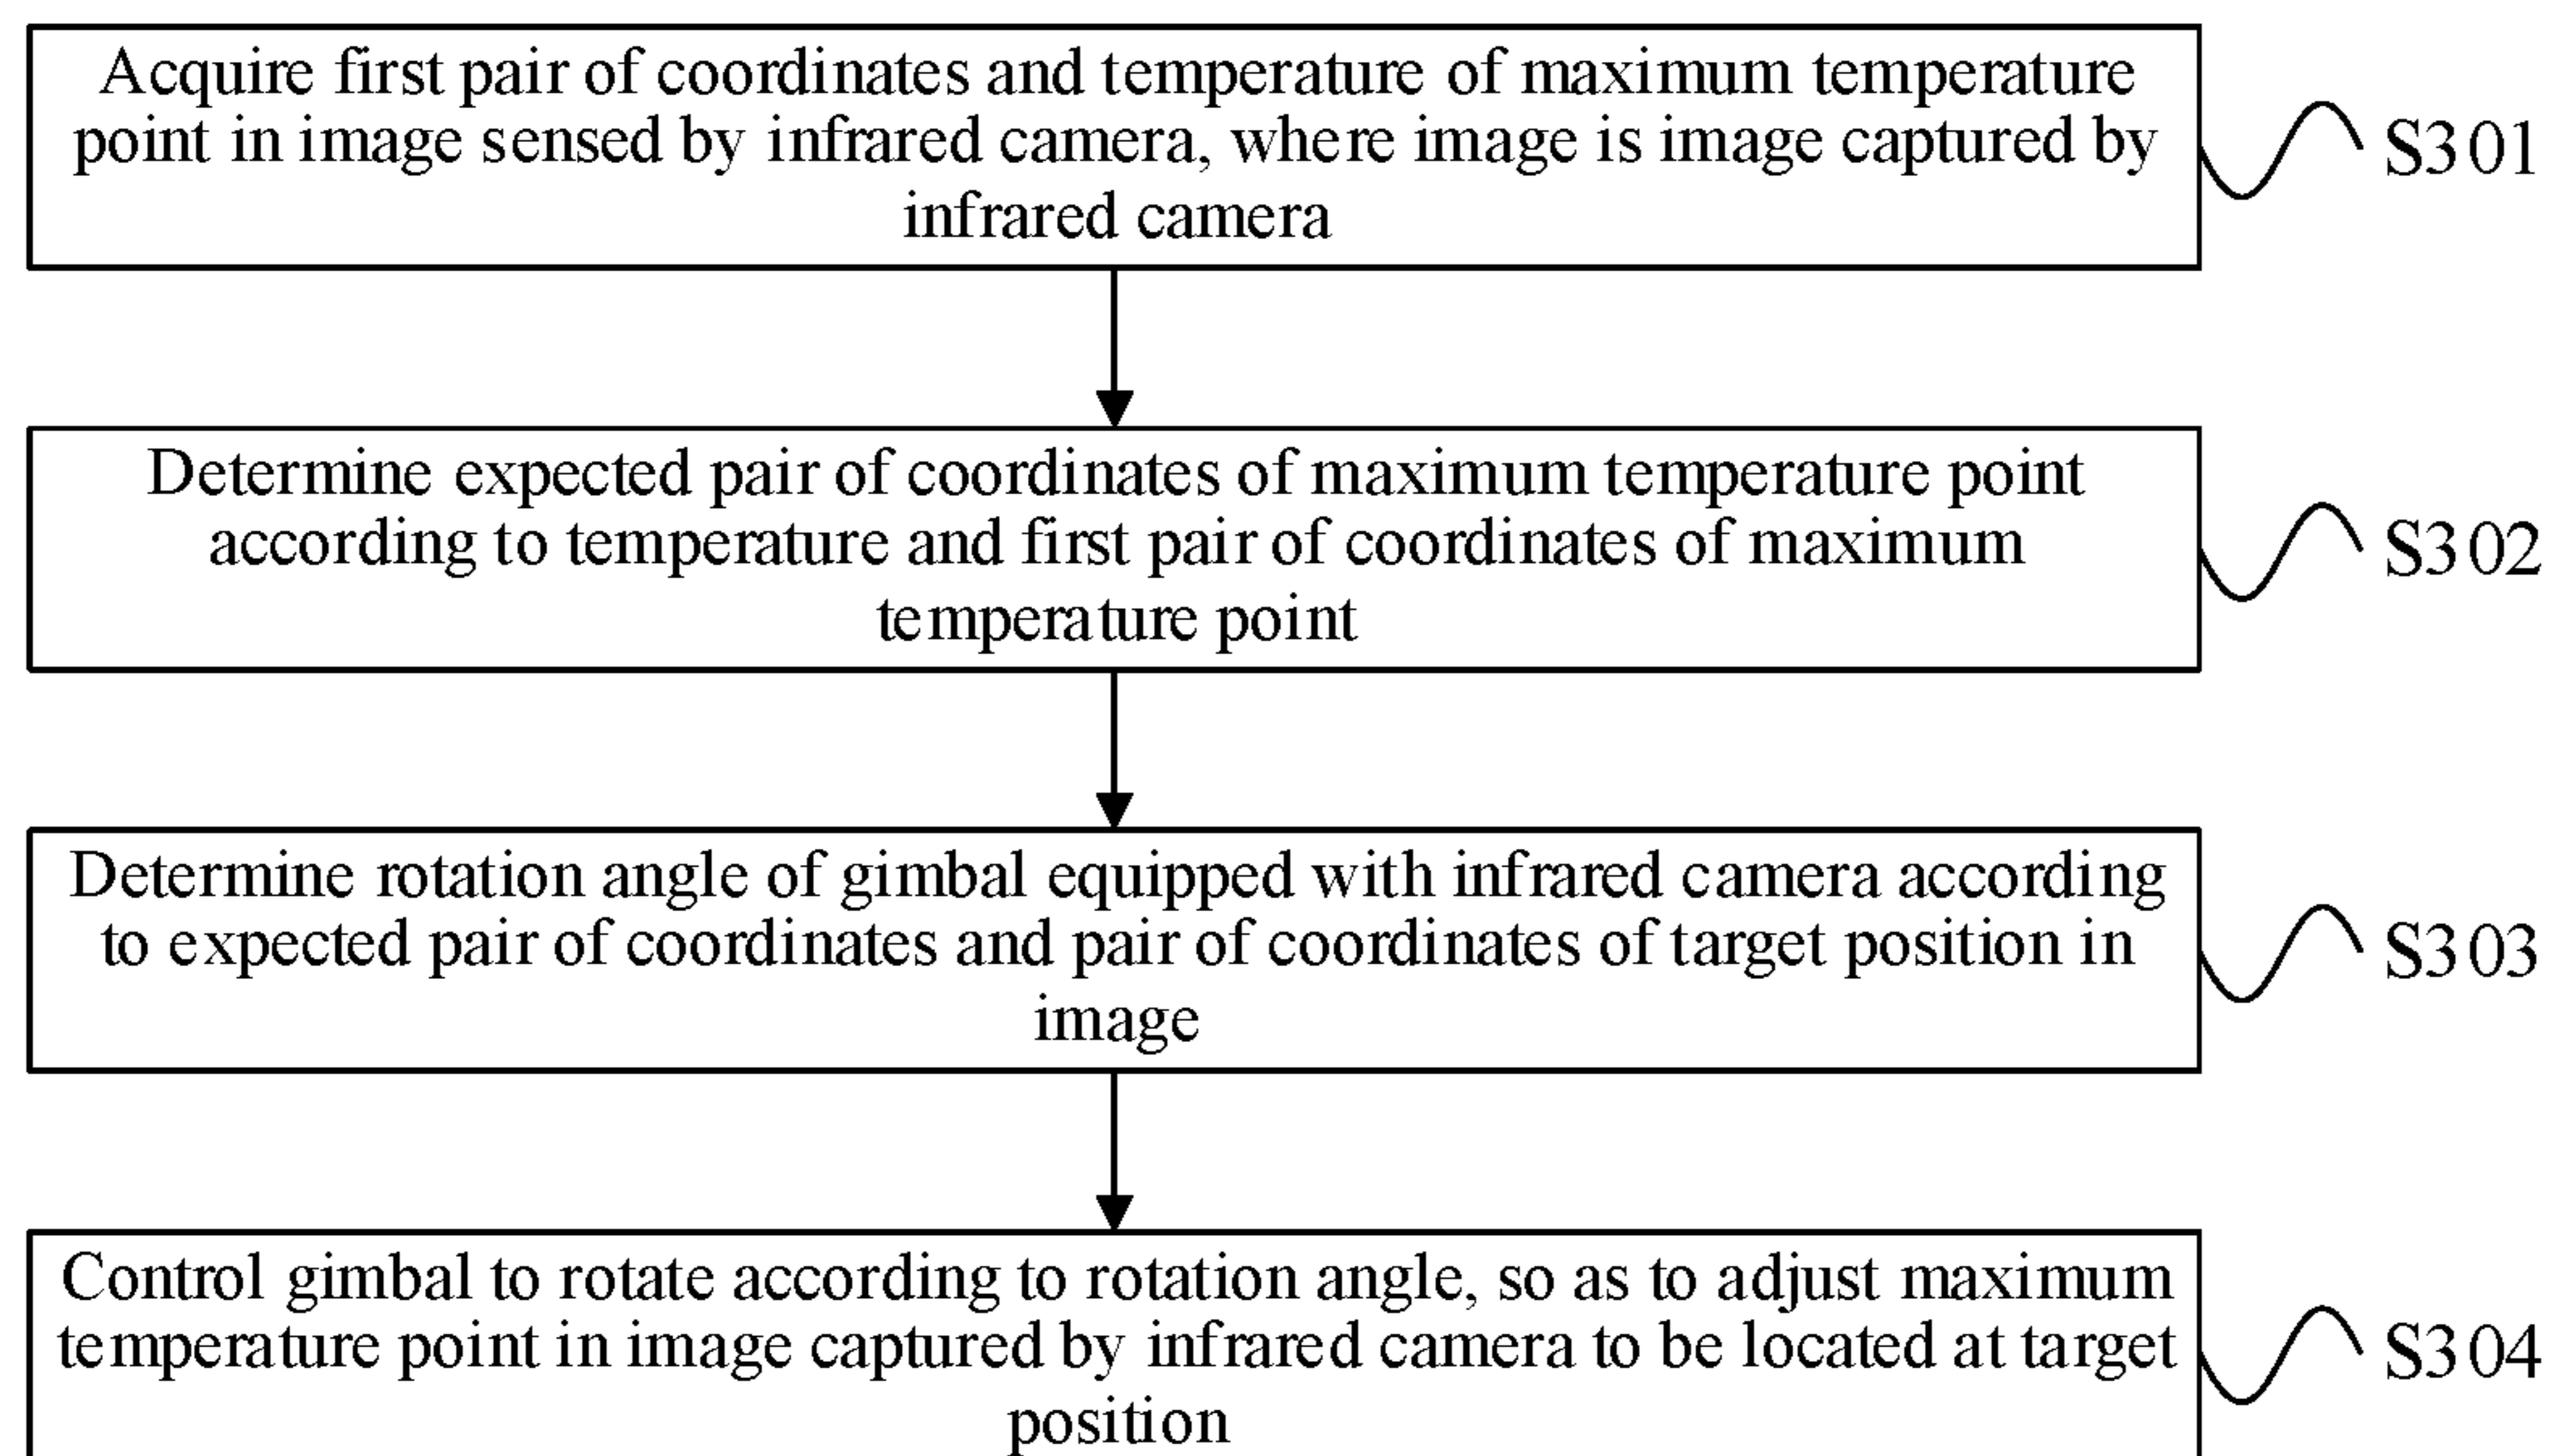 Acquire first pair of coordinates and temperature of maximum temperature
point in image sensed by infrared camera, where image is image captured by
infrared camera
S301
Determine expected pair of coordinates of maximum temperature point
according to temperature and first pair of coordinates of maximum
temperature point
S302
Determine rotation angle of gimbal equipped with infrared camera according
to expected pair of coordinates and pair of coordinates of target position in
image
S303
Control gimbal to rotate according to rotation angle, so as to adjust maximum
temperature point in image captured by infrared camera to be located at target
position
S304